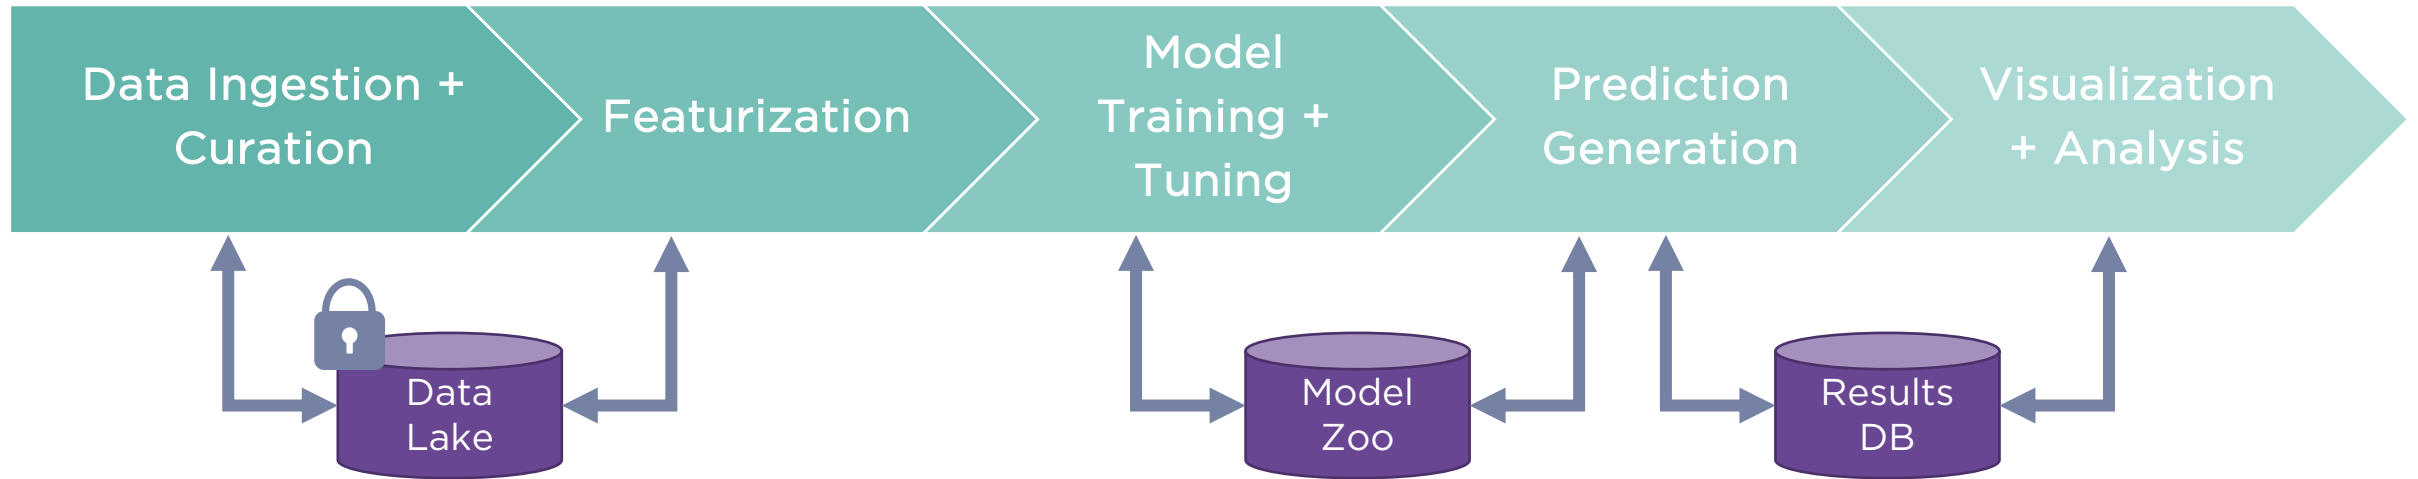 Data Ingestion +
Curation
Featurization
Model
Training +
Tuning
Prediction
Generation
Visualization
+ Analysis
Data
Lake
Model
Zoo
Results
DB